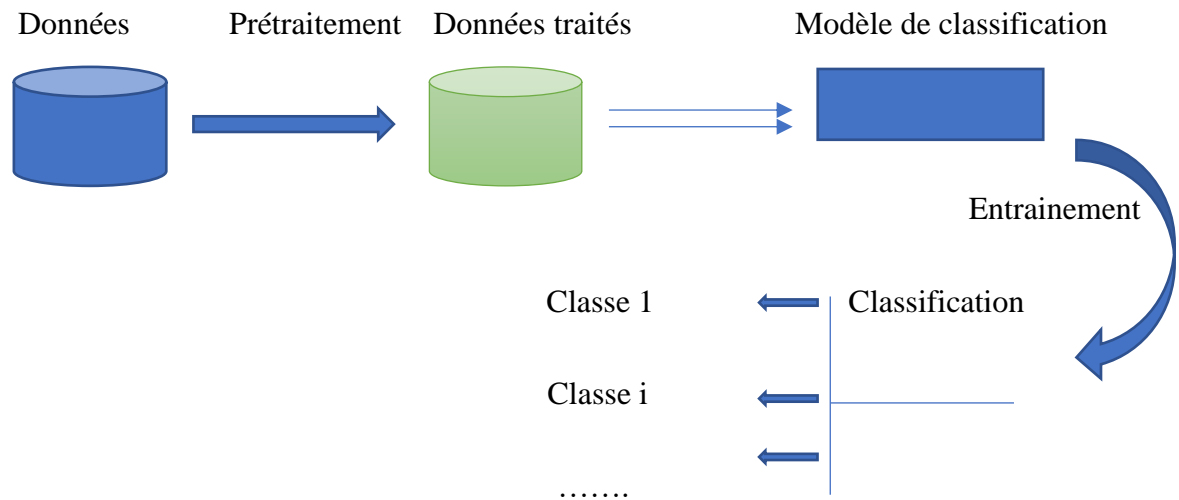 Données Prétraitement Données traités Modèle de classification
Entrainement
Classe 1 Classification
Classe i
…….